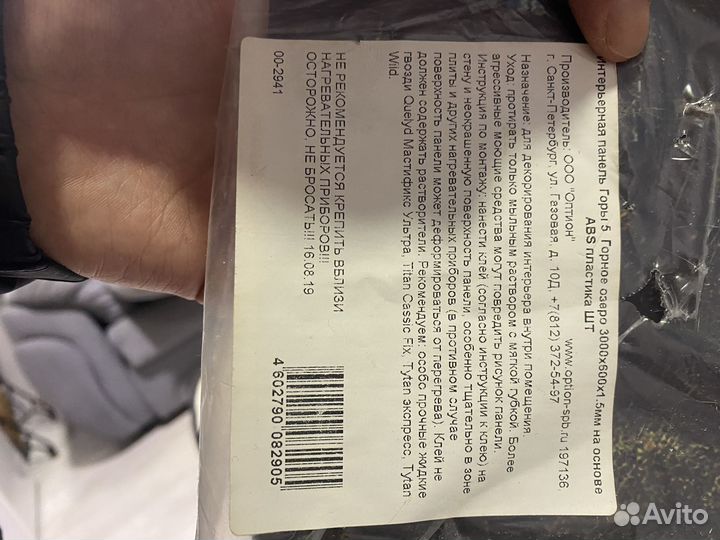 интерьерная панель Горы 5  Горное озеро 3000х600х1,5мм на основе
ABS пластика ШТ
www.option-spb.ru 197136,
Производитель: ООО "Оптион"
г. Санкт-Петербург, ул. Газовая, д. 10Д, +7(812) 372-54-97
Назначение: для декорирования интерьера внутри помещения.
Уход: протирать только мыльным раствором с мягкой губкой. Более
агрессивные моющие средства могут повредить рисунок панели.
Инструкция по монтажу: нанести клей (согласно инструкции к клею) на
стену и неокрашенную поверхность панели, особенно тщательно в зоне
плиты и других нагревательных приборов (в противном случае
поверхность панели может деформироваться от перегрева). Клей не
должен содержать растворители. Рекомендуем: особо прочные жидкие
гвозди Quelyd Мастификс Ультра, Titan Cassic Fix, Tytan экспресс, Tytan
Wild.
НЕ РЕКОМЕНДУЕТСЯ КРЕПИТЬ ВБЛИЗИ
НАГРЕВАТЕЛЬНЫХ ПРИБОРОВ!!!
ОСТОРОЖНО, НЕ БРОСАТЬ!!! 16.08.19
00-2941
4 602790 082905
Avito